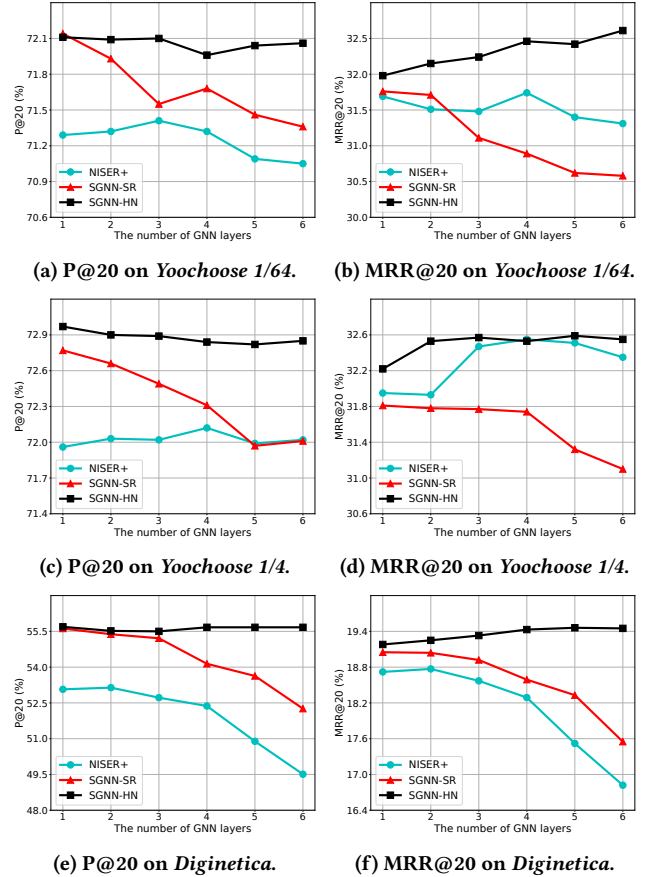 72.1
71.8
71.5
71.2
70.9
70.6
P@20 (%)
NISER+
SGNN-SR
SGNN-HN
1 2 3 4 5 6
The number of GNN layers
(a) P@20 on Yoochoose 1/64.
32.5
32.0
31.5
31.0
30.5
30.0
MRR@20 (%)
NISER+
SGNN-SR
SGNN-HN
1 2 3 4 5 6
The number of GNN layers
(b) MRR@20 on Yoochoose 1/64.
72.9
72.6
72.3
72.0
71.7
71.4
P@20 (%)
NISER+
SGNN-SR
SGNN-HN
1 2 3 4 5 6
The number of GNN layers
(c) P@20 on Yoochoose 1/4.
32.6
32.2
31.8
31.4
31.0
30.6
MRR@20 (%)
NISER+
SGNN-SR
SGNN-HN
1 2 3 4 5 6
The number of GNN layers
(d) MRR@20 on Yoochoose 1/4.
55.5
54.0
52.5
51.0
49.5
48.0
P@20 (%)
NISER+
SGNN-SR
SGNN-HN
1 2 3 4 5 6
The number of GNN layers
(e) P@20 on Diginetica.
19.4
18.8
18.2
17.6
17.0
16.4
MRR@20 (%)
NISER+
SGNN-SR
SGNN-HN
1 2 3 4 5 6
The number of GNN layers
(f) MRR@20 on Diginetica.